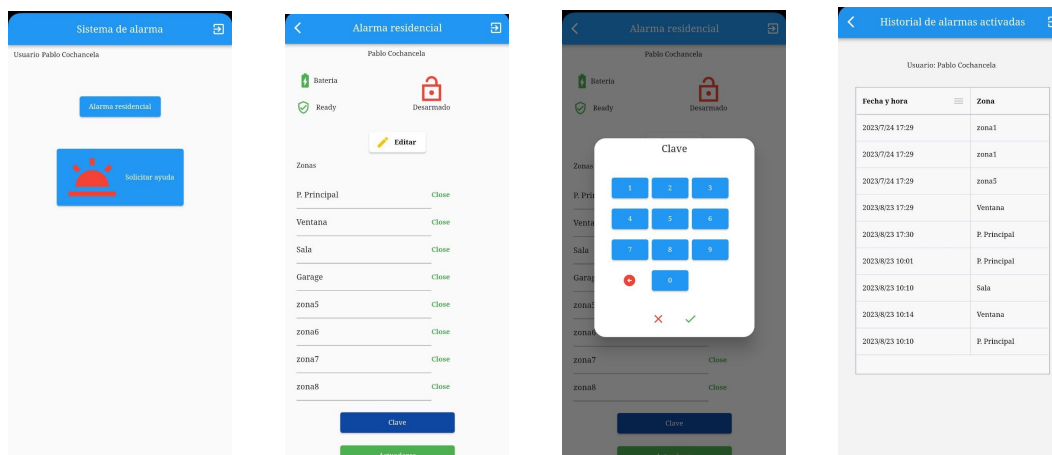 Sistema de alarma
Usuario Pablo Cochancela
Alarma residencial
Solicitar ayuda
Alarma residencial
Pablo Cochancela
Bateria
Ready
Desarmado
Editar
Zonas
P. Principal Close
Ventana Close
Sala Close
Garage Close
zona5 Close
zona6 Close
zona7 Close
zona8 Close
Clave
Alarma residencial
Pablo Cochancela
Bateria
Ready
Desarmado
Zonas
Clave
1 2 3
4 5 6
7 8 9
0
Sala
zona7 Close
zona8 Close
Clave
Historial de alarmas activadas
Usuario: Pablo Cochancela
Fecha y hora Zona
2023/7/24 17:29 zona1
2023/7/24 17:29 zona1
2023/7/24 17:29 zona5
2023/8/23 17:29 Ventana
2023/8/23 17:30 P. Principal
2023/8/23 10:01 P. Principal
2023/8/23 10:10 Sala
2023/8/23 10:14 Ventana
2023/8/23 10:10 P. Principal